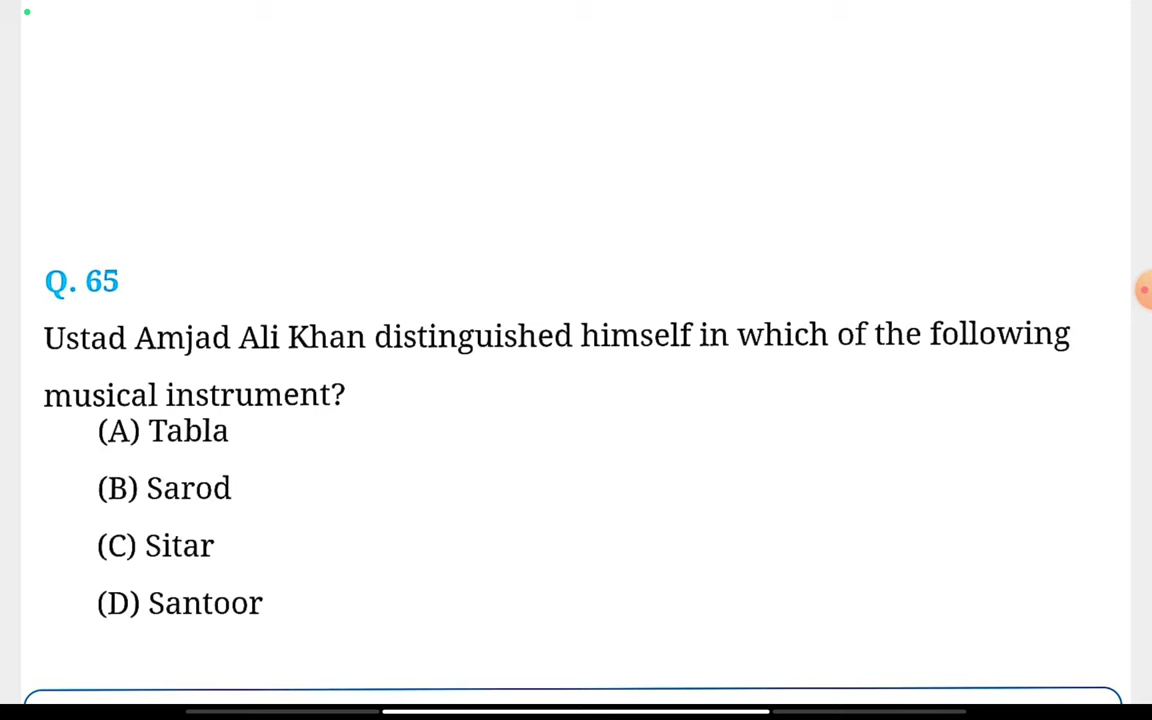 Q. 65
Ustad Amjad Ali Khan distinguished himself in which of the following
musical instrument?
(A) Tabla
(B) Sarod
(C) Sitar
(D) Santoor